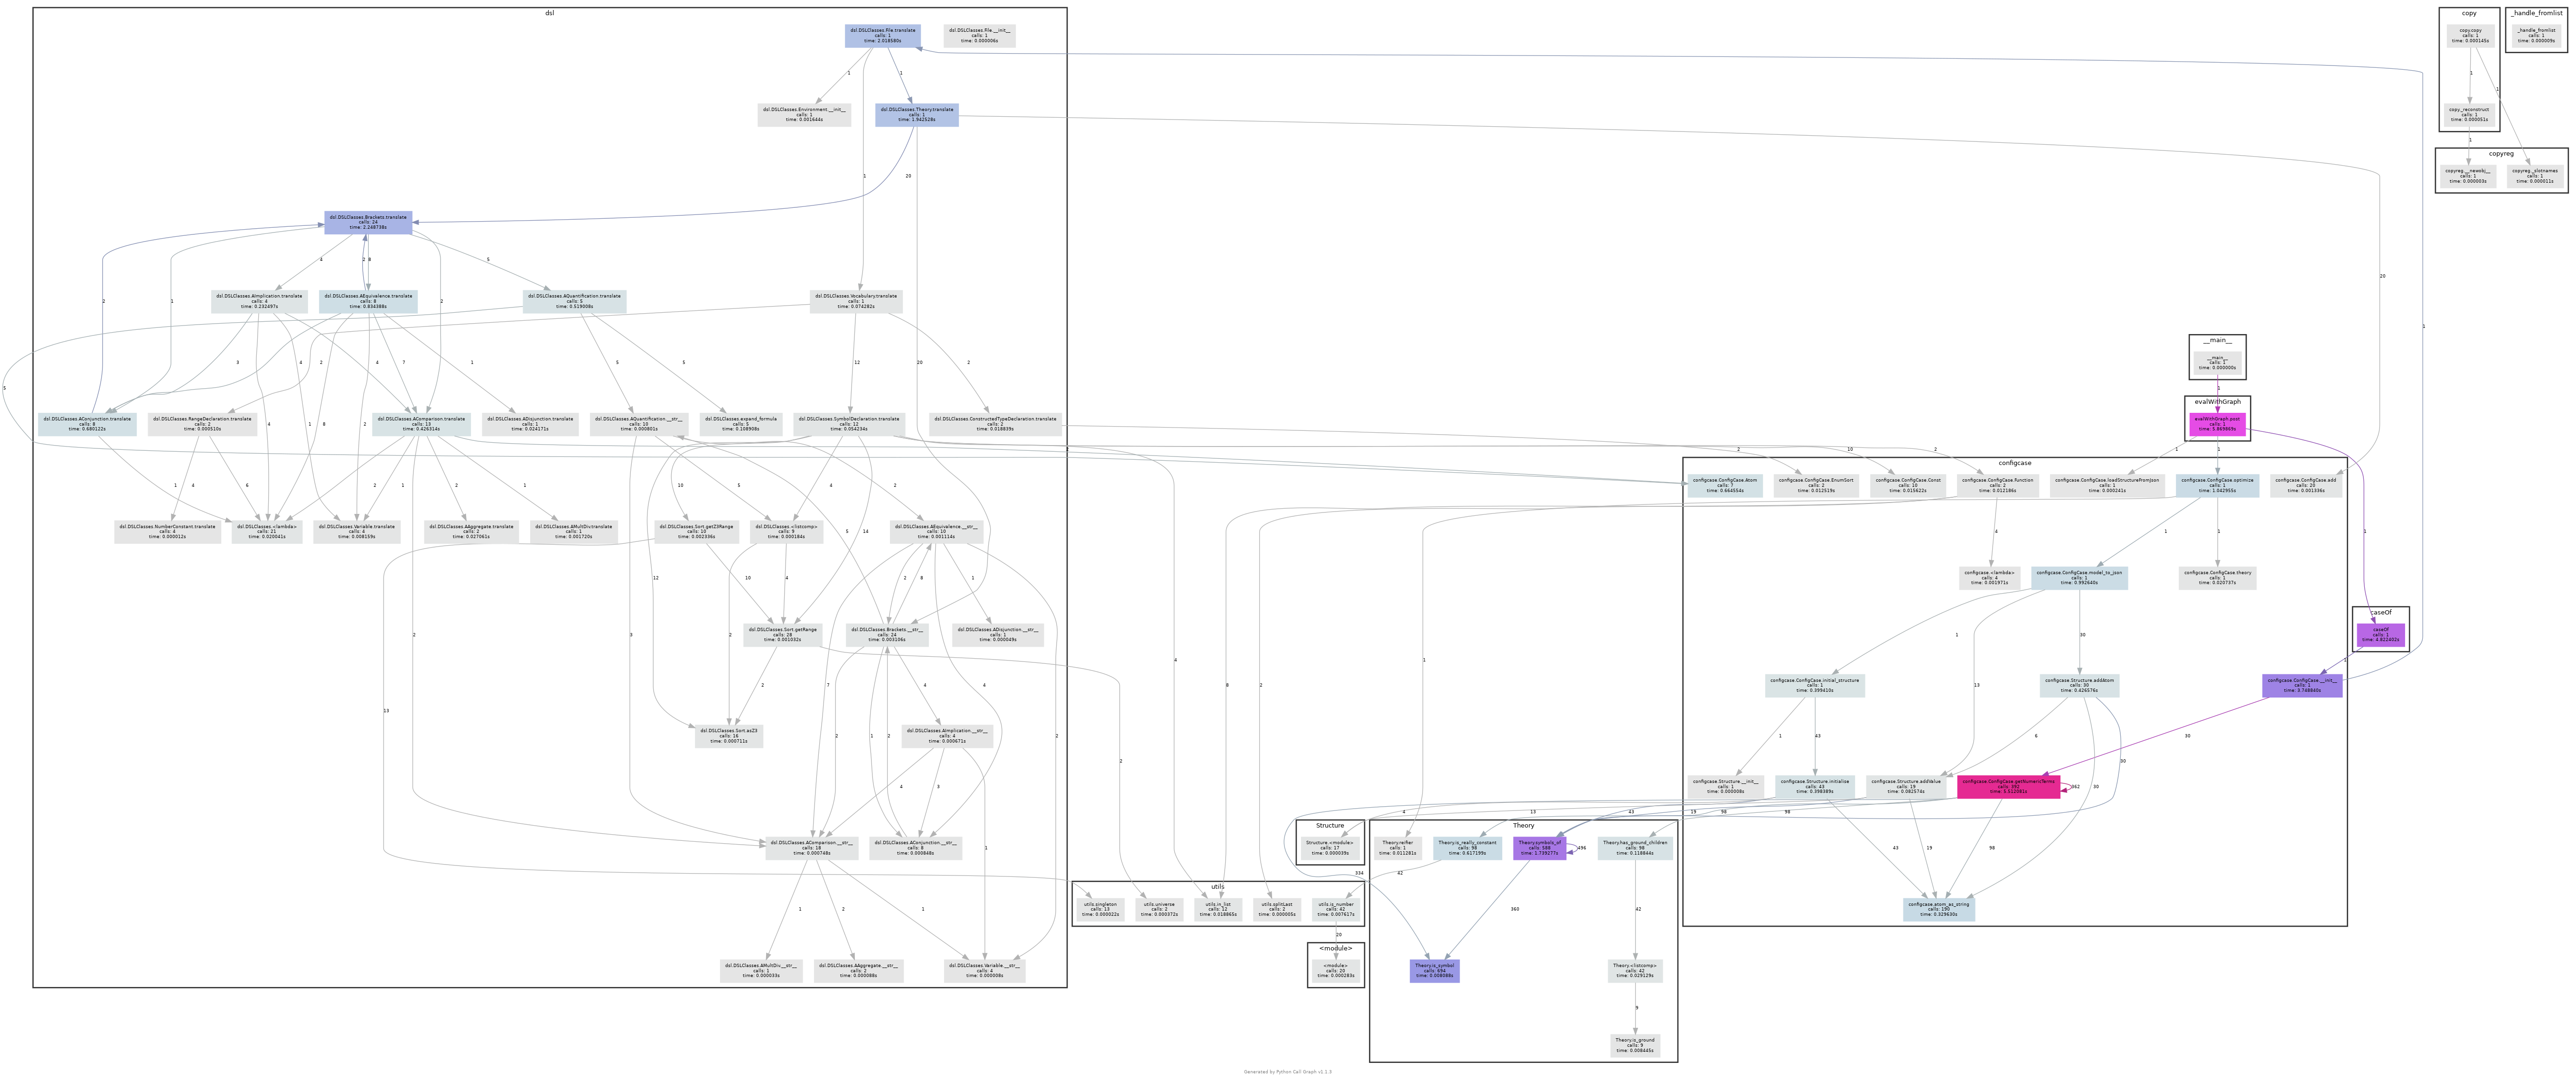 dsl
dsl.DSLClasses.File.translate
calls: 1
time: 2.018580s
dsl.DSLClasses.File.__init__
calls: 1
time: 0.000006s
dsl.DSLClasses.Environment.__init__
calls: 1
time: 0.001644s
dsl.DSLClasses.Theory.translate
calls: 1
time: 1.942528s
dsl.DSLClasses.Brackets.translate
calls: 24
time: 2.248738s
dsl.DSLClasses.AImplication.translate
calls: 4
time: 0.232497s
dsl.DSLClasses.AEquivalence.translate
calls: 8
time: 0.834388s
dsl.DSLClasses.AQuantification.translate
calls: 5
time: 0.519008s
dsl.DSLClasses.Vocabulary.translate
calls: 1
time: 0.074282s
dsl.DSLClasses.AConjunction.translate
calls: 8
time: 0.680122s
dsl.DSLClasses.RangeDeclaration.translate
calls: 2
time: 0.000510s
dsl.DSLClasses.AComparison.translate
calls: 13
time: 0.426314s
dsl.DSLClasses.ADisjunction.translate
calls: 1
time: 0.024171s
dsl.DSLClasses.AQuantification.__str__
calls: 10
time: 0.000801s
dsl.DSLClasses.expand_formula
calls: 5
time: 0.108908s
dsl.DSLClasses.SymbolDeclaration.translate
calls: 12
time: 0.054234s
dsl.DSLClasses.ConstructedTypeDeclaration.translate
calls: 2
time: 0.018839s
dsl.DSLClasses.NumberConstant.translate
calls: 4
time: 0.000012s
dsl.DSLClasses.<lambda>
calls: 21
time: 0.020041s
dsl.DSLClasses.Variable.translate
calls: 4
time: 0.008159s
dsl.DSLClasses.AAggregate.translate
calls: 2
time: 0.027061s
dsl.DSLClasses.AMultDiv.translate
calls: 1
time: 0.001720s
dsl.DSLClasses.Sort.getZ3Range
calls: 10
time: 0.002336s
dsl.DSLClasses.<listcomp>
calls: 9
time: 0.000184s
dsl.DSLClasses.AEquivalence.__str__
calls: 10
time: 0.001114s
dsl.DSLClasses.Sort.getRange
calls: 28
time: 0.001032s
dsl.DSLClasses.Brackets.__str__
calls: 24
time: 0.003106s
dsl.DSLClasses.ADisjunction.__str__
calls: 1
time: 0.000049s
dsl.DSLClasses.Sort.asZ3
calls: 16
time: 0.000711s
dsl.DSLClasses.AImplication.__str__
calls: 4
time: 0.000671s
dsl.DSLClasses.AComparison.__str__
calls: 18
time: 0.000748s
dsl.DSLClasses.AConjunction.__str__
calls: 8
time: 0.000848s
dsl.DSLClasses.AMultDiv.__str__
calls: 1
time: 0.000033s
dsl.DSLClasses.AAggregate.__str__
calls: 2
time: 0.000088s
dsl.DSLClasses.Variable.__str__
calls: 4
time: 0.000008s
copy
copy.copy
calls: 1
time: 0.000145s
copy._reconstruct
calls: 1
time: 0.000051s
_handle_fromlist
_handle_fromlist
calls: 1
time: 0.000009s
copyreg
copyreg.__newobj__
calls: 1
time: 0.000003s
copyreg._slotnames
calls: 1
time: 0.000011s
__main__
__main__
calls: 1
time: 0.000000s
evalWithGraph
evalWithGraph.post
calls: 1
time: 5.869869s
configcase
configcase.ConfigCase.Atom
calls: 7
time: 0.664554s
configcase.ConfigCase.EnumSort
calls: 2
time: 0.012519s
configcase.ConfigCase.Const
calls: 10
time: 0.015622s
configcase.ConfigCase.Function
calls: 2
time: 0.012186s
configcase.ConfigCase.loadStructureFromJson
calls: 1
time: 0.000241s
configcase.ConfigCase.optimize
calls: 1
time: 1.042955s
configcase.ConfigCase.add
calls: 20
time: 0.001336s
configcase.<lambda>
calls: 4
time: 0.001971s
configcase.ConfigCase.model_to_json
calls: 1
time: 0.992640s
configcase.ConfigCase.theory
calls: 1
time: 0.020737s
configcase.ConfigCase.initial_structure
calls: 1
time: 0.399410s
configcase.Structure.addAtom
calls: 30
time: 0.426576s
configcase.ConfigCase.__init__
calls: 1
time: 3.748840s
configcase.Structure.__init__
calls: 1
time: 0.000008s
configcase.Structure.initialise
calls: 43
time: 0.398389s
configcase.Structure.addValue
calls: 19
time: 0.082574s
configcase.ConfigCase.getNumericTerms
calls: 392
time: 5.512081s
configcase.atom_as_string
calls: 190
time: 0.329630s
caseOf
caseOf
calls: 1
time: 4.822402s
Structure
Structure.<module>
calls: 17
time: 0.000039s
Theory
Theory.reifier
calls: 1
time: 0.011281s
Theory.is_really_constant
calls: 98
time: 0.617199s
Theory.symbols_of
calls: 588
time: 1.739277s
Theory.has_ground_children
calls: 98
time: 0.118844s
Theory.is_symbol
calls: 694
time: 0.008088s
Theory.<listcomp>
calls: 42
time: 0.029129s
Theory.is_ground
calls: 9
time: 0.008445s
utils
utils.singleton
calls: 13
time: 0.000022s
utils.universe
calls: 2
time: 0.000372s
utils.in_list
calls: 12
time: 0.018865s
utils.splitLast
calls: 2
time: 0.000005s
utils.is_number
calls: 42
time: 0.007617s
<module>
<module>
calls: 20
time: 0.000283s
Generated by Python Call Graph v1.1.3